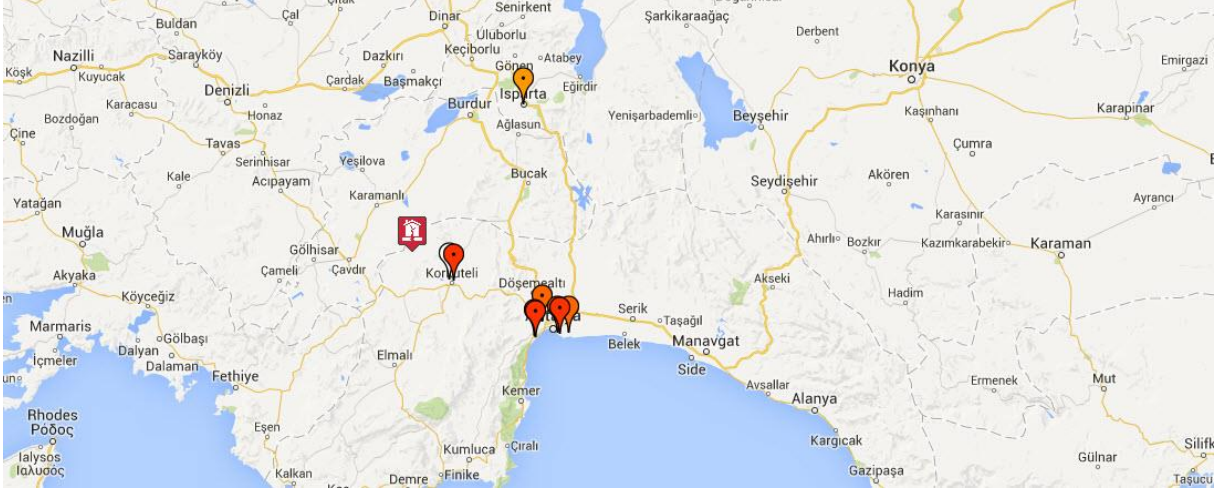 Senirkent
Buldan
Çal
Dinar
Şarkikaraağaç
Derbent
Uluborlu
Nazilli
Sarayköy
Dazkırı
Keçiborlu
Gönen
Atabey
Konya
Emirgazi
Köşk
Kuyucak
Çardak
Başmakçı
Eğirdir
Denizli
Isparta
Karacasu
Honaz
Burdur
Yenişarbademli
Beyşehir
Kaşınhanı
Karapınar
Bozdoğan
Ağlasun
Çine
Tavas
Çumra
Serinhisar
Yeşilova
Kale
Acıpayam
Bucak
Seydişehir
Akören
Karamanlı
Ayrancı
Yatağan
Karasınır
Muğla
Gölhisar
Ahırlı
Bozkır
Kazımkarabekir
Karaman
Akyaka
Çameli
Çavdır
Korkuteli
Döşemealtı
Akseki
Köyceğiz
Hadim
Marmaris
Gölbaşı
Serik
Taşağıl
Dalyan
Belek
Manavgat
İçmeler
Dalaman
Elmalı
Side
Fethiye
Ermenek
Mut
Kemer
Avsallar
Alanya
Rhodes
Ρόδος
Eşen
Kargıcak
Ialysos
Ιαλυσός
Kumluca
Çıralı
Gülnar
Kalkan
Demre
Finike
Gazipaşa
Taşucu